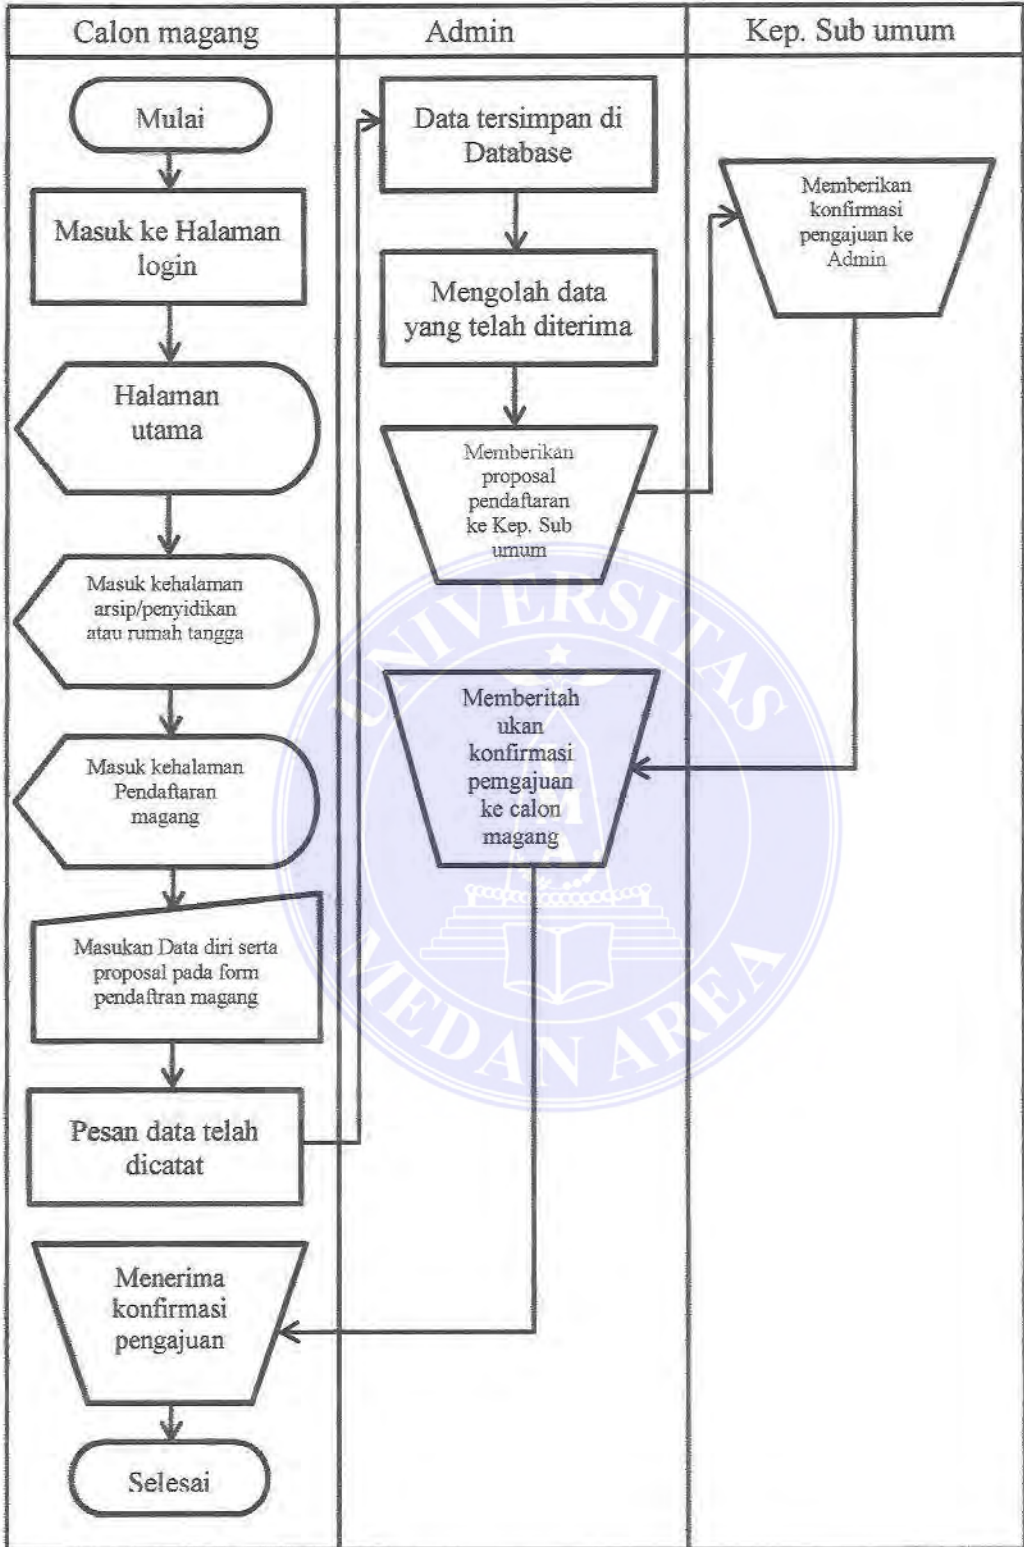 Calon magang
Admin
Kep. Sub umum
Mulai
Masuk ke Halaman
login
Halaman
utama
Masuk kehalaman
arsip/penyidikan
atau rumah tangga
Masuk kehalaman
Pendaftaran
magang
Masukan Data diri serta
proposal pada form
pendaftran magang
Pesan data telah
dicatat
Menerima
konfirmasi
pengajuan
Selesai
Data tersimpan di
Database
Mengolah data
yang telah diterima
Memberikan
proposal
pendaftaran
ke Kep. Sub
umum
Memberitah
ukan
konfirmasi
pemgajuan
ke calon
magang
Memberikan
konfirmasi
pengajuan ke
Admin
UNIVERSITAS
UMA
MEDAN AREA